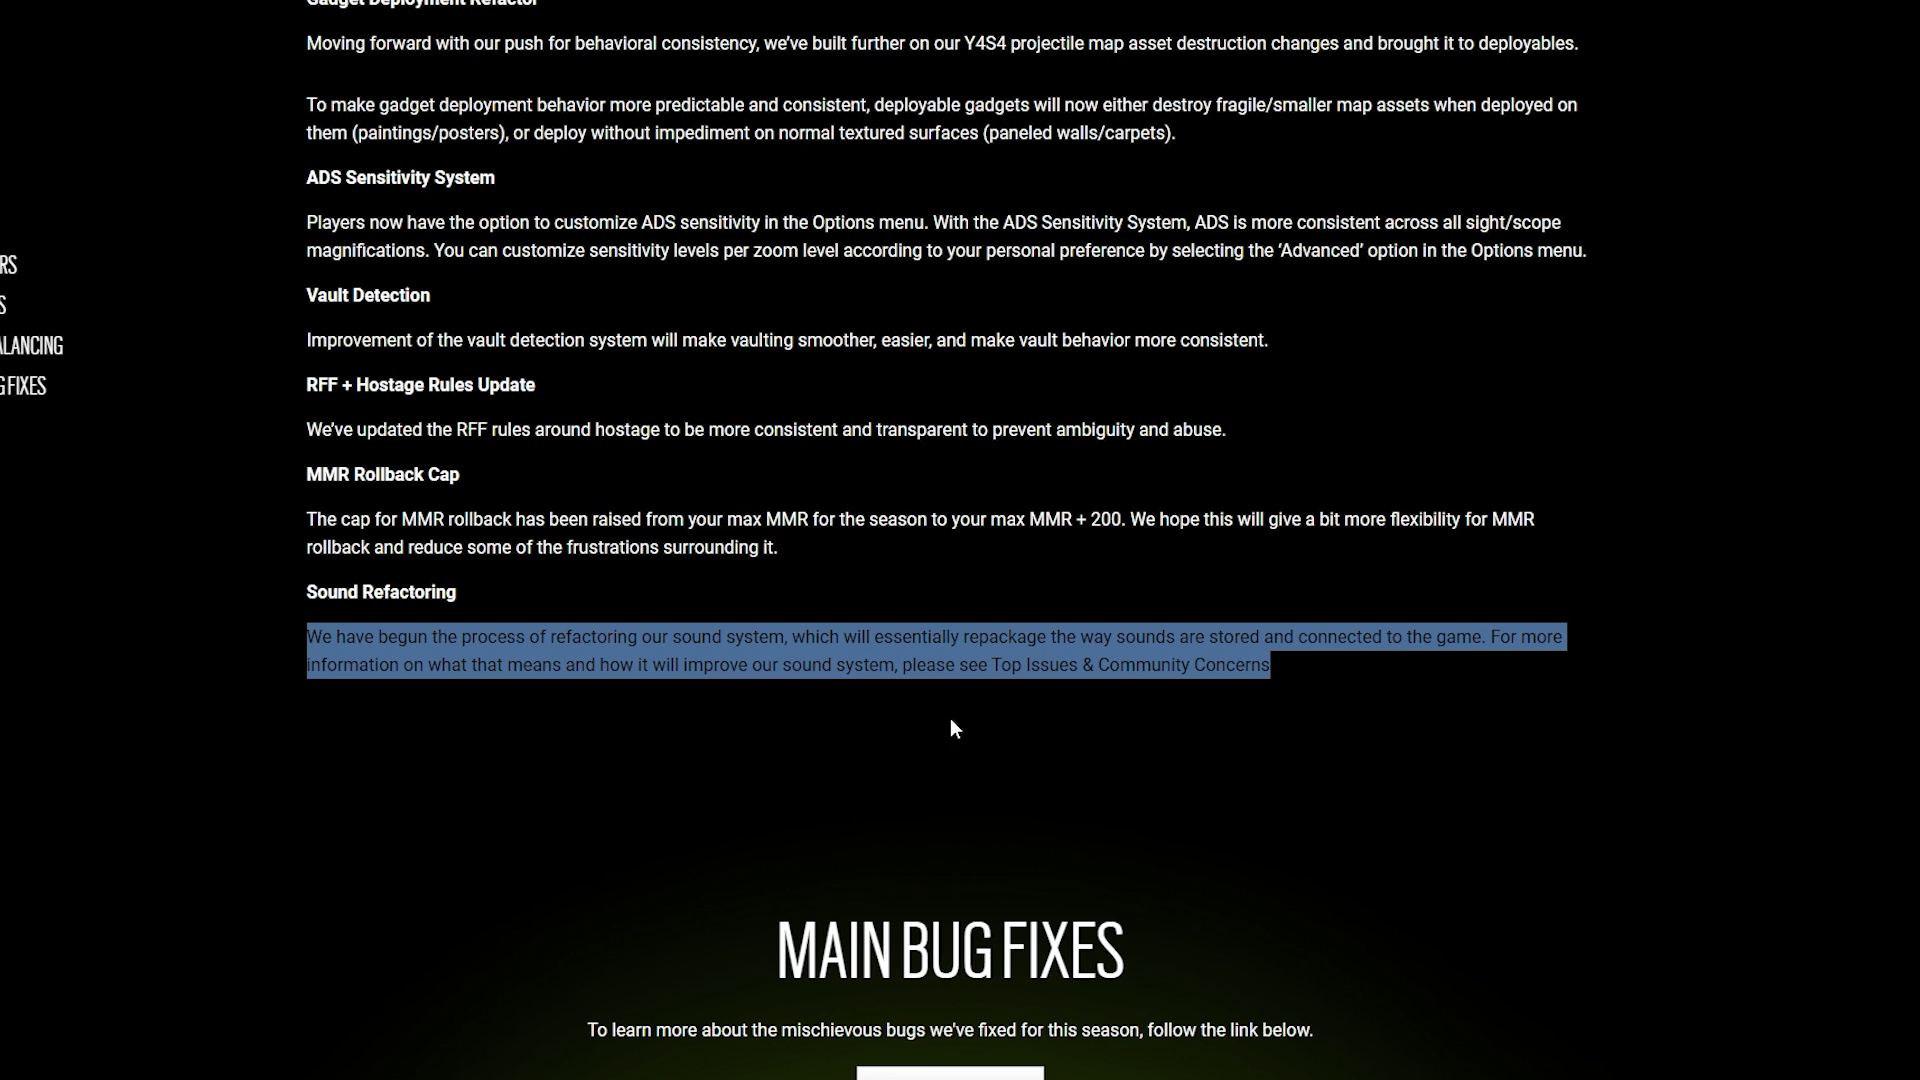 Gadget Deployment Refactor
Moving forward with our push for behavioral consistency, we've built further on our Y4S4 projectile map asset destruction changes and brought it to deployables.
To make gadget deployment behavior more predictable and consistent, deployable gadgets will now either destroy fragile/smaller map assets when deployed on
them (paintings/posters), or deploy without impediment on normal textured surfaces (paneled walls/carpets).
ADS Sensitivity System
Players now have the option to customize ADS sensitivity in the Options menu. With the ADS Sensitivity System, ADS is more consistent across all sight/scope
magnifications. You can customize sensitivity levels per zoom level according to your personal preference by selecting the ‘Advanced’ option in the Options menu.
RS
S
Vault Detection
Improvement of the vault detection system will make vaulting smoother, easier, and make vault behavior more consistent.
ALANCING
G FIXES
RFF + Hostage Rules Update
We’ve updated the RFF rules around hostage to be more consistent and transparent to prevent ambiguity and abuse.
MMR Rollback Cap
The cap for MMR rollback has been raised from your max MMR for the season to your max MMR + 200. We hope this will give a bit more flexibility for MMR
rollback and reduce some of the frustrations surrounding it.
Sound Refactoring
We have begun the process of refactoring our sound system, which will essentially repackage the way sounds are stored and connected to the game. For more
information on what that means and how it will improve our sound system, please see Top Issues & Community Concerns
MAIN BUG FIXES
To learn more about the mischievous bugs we've fixed for this season, follow the link below.